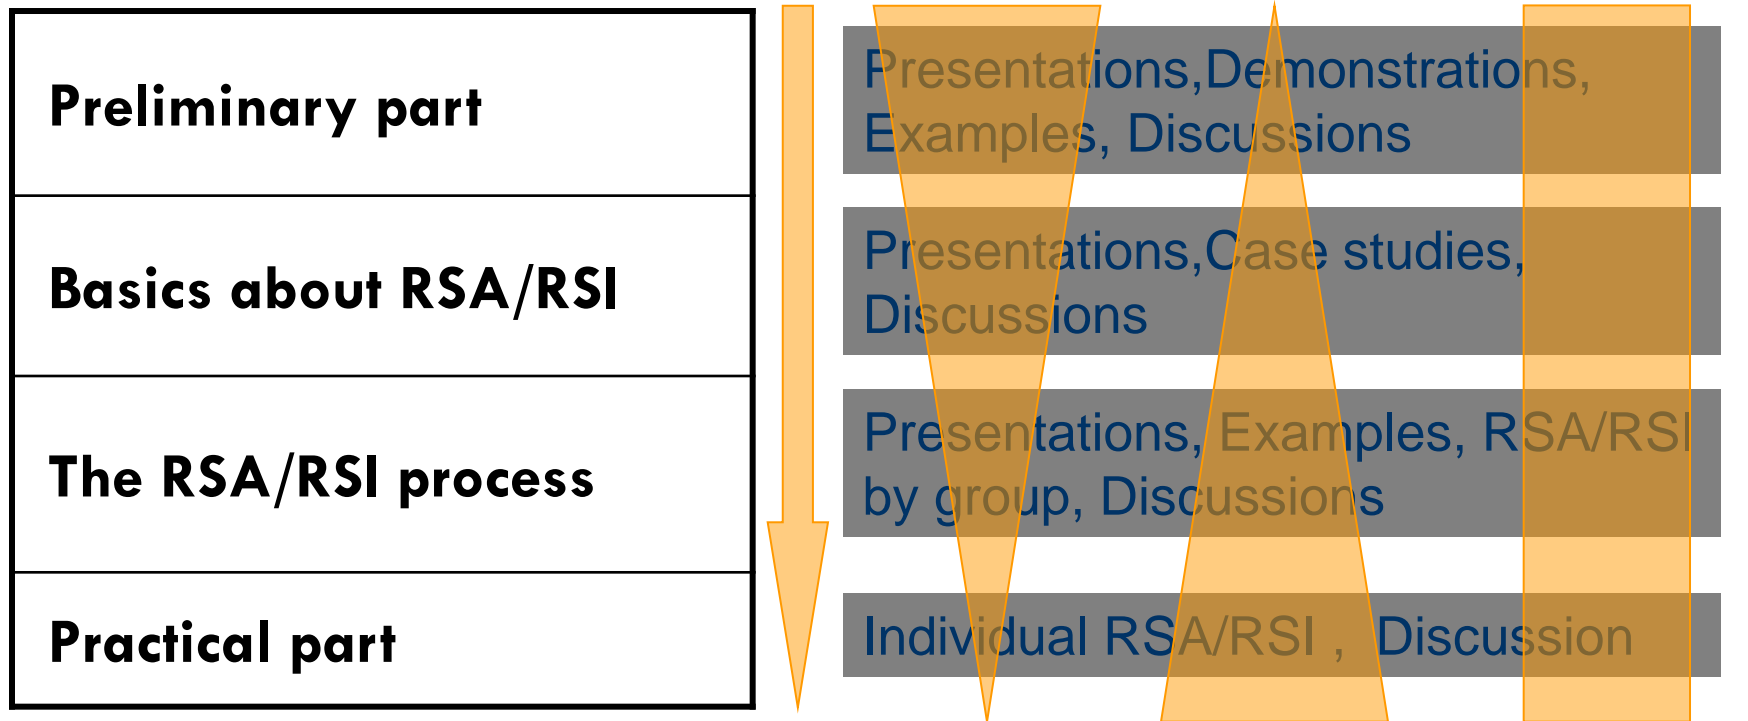 Preliminary part
Presentations,Demonstrations,
Examples, Discussions
Basics about RSA/RSI
Presentations,Case studies,
Discussions
The RSA/RSI process
Presentations, Examples, RSA/RSI
by group, Discussions
Practical part
Individual RSA/RSI , Discussion